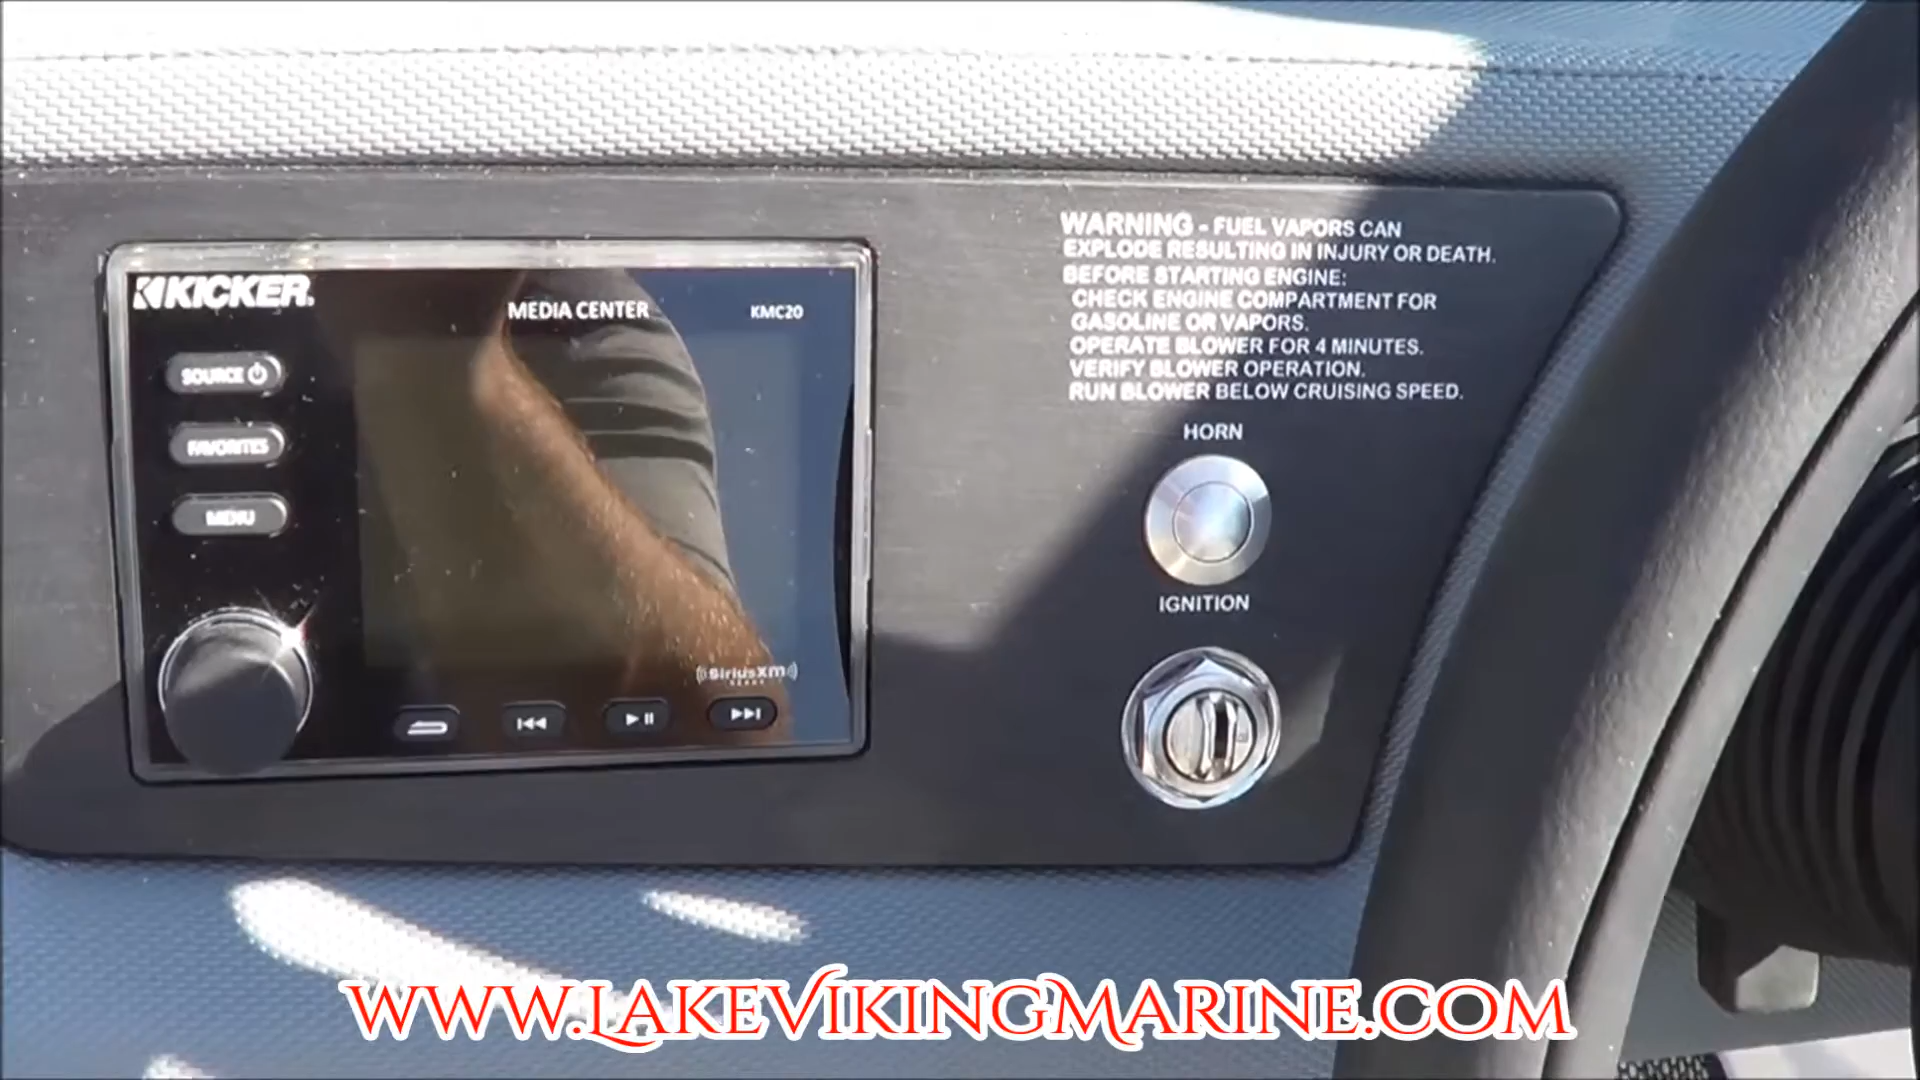 KICKER
MEDIA CENTER
KMC20
SOURCE
FAVORITES
MENU
SiriusXM
WARNING - FUEL VAPORS CAN
EXPLODE RESULTING IN INJURY OR DEATH.
BEFORE STARTING ENGINE:
CHECK ENGINE COMPARTMENT FOR
GASOLINE OR VAPORS.
OPERATE BLOWER FOR 4 MINUTES.
VERIFY BLOWER OPERATION.
RUN BLOWER BELOW CRUISING SPEED.
HORN
IGNITION
www.LakeVikingMarine.com